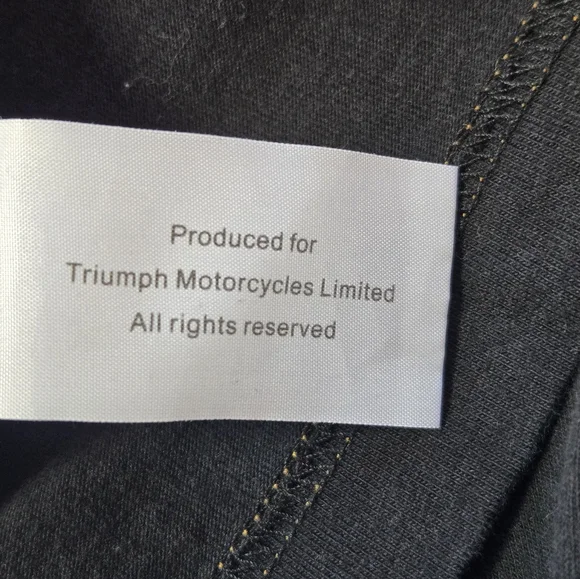 Produced for
Triumph Motorcycles Limited
All rights reserved